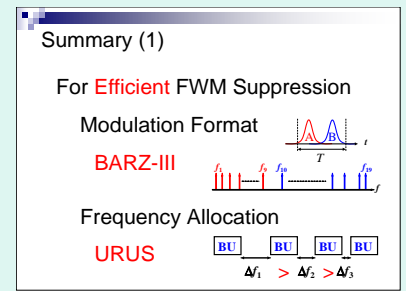 Summary (1)
For Efficient FWM Suppression
Modulation Format
A B t
T
BARZ-III
f1 f9 f10 f19
f
Frequency Allocation
URUS
BU BU BU BU
Δf1 > Δf2 > Δf3